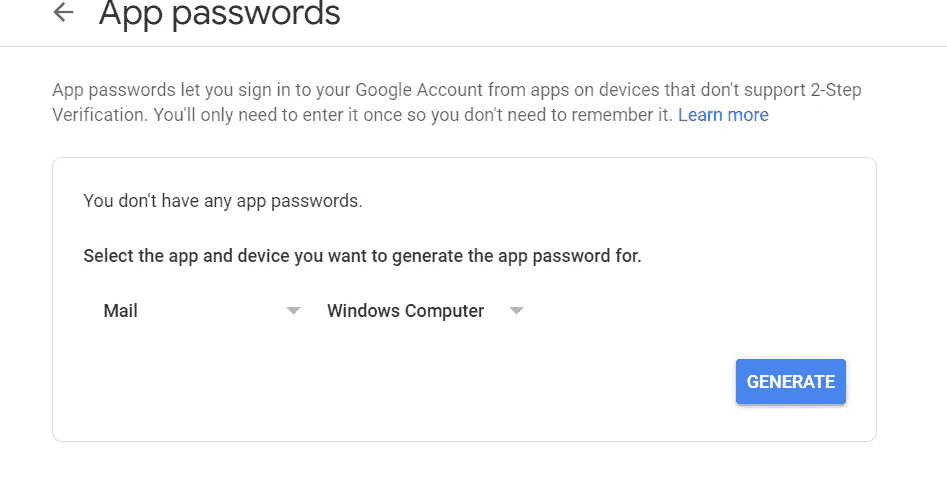 App passwords
App passwords let you sign in to your Google Account from apps on devices that don't support 2-Step
Verification. You'll only need to enter it once so you don't need to remember it. Learn more
You don't have any app passwords.
Select the app and device you want to generate the app password for.
Mail Windows Computer
GENERATE